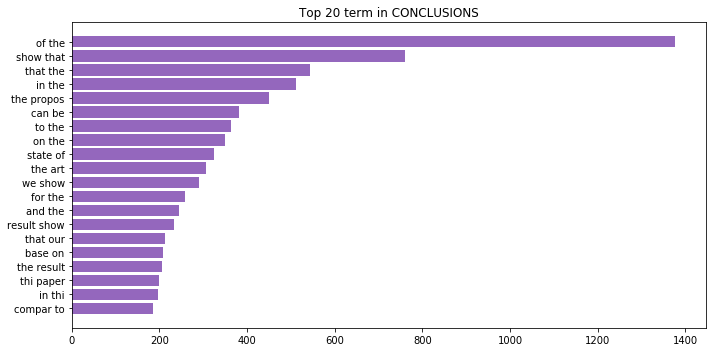 Top 20 term in CONCLUSIONS
of the
show that
that the
in the
the propos
can be
to the
on the
state of
the art
we show
for the
and the
result show
that our
base on
the result
thi paper
in thi
compar to
0 200 400 600 800 1000 1200 1400